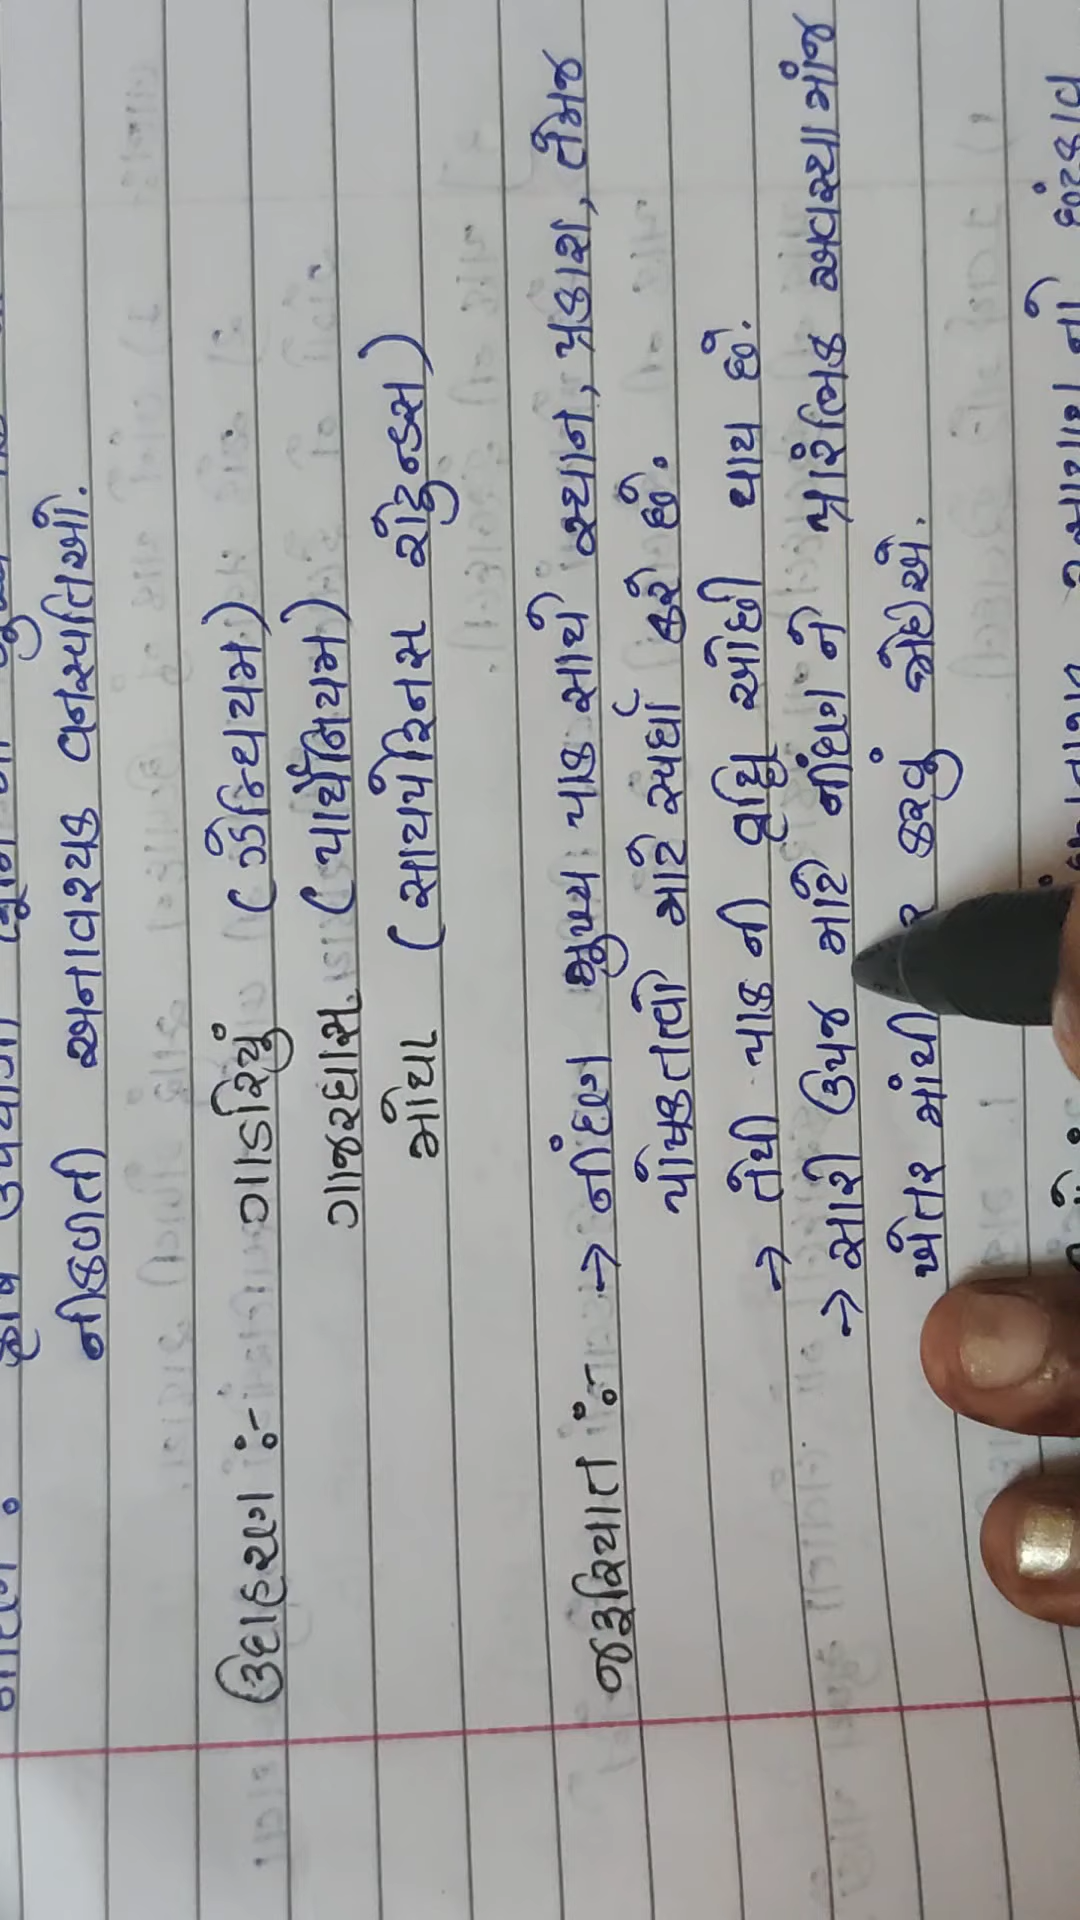 નીકળતી અનાવશ્યક વનસ્પતિઓ.
ઉદાહરણ :- ગાડરિયું (ઝેન્થિયમ)
ગાજરઘાસ (પાર્થેનિયમ)
મોથા (સાયપેરિનસ રોટુન્ડસ)
જરૂરિયાત :- → નીંદણ મુખ્ય પાક સાથે સ્થાન, પ્રકાશ, તેમજ
પોષકતત્વો માટે સ્પર્ધા કરે છે.
→ તેથી પાક ની વૃદ્ધિ ઓછી થાય છે.
→ સારી ઉપજ માટે નીંદણ ને પ્રારંભિક અવસ્થા માંજ
ખેતર માંથી કરવું જોઈએ.
નો છંટકાવ